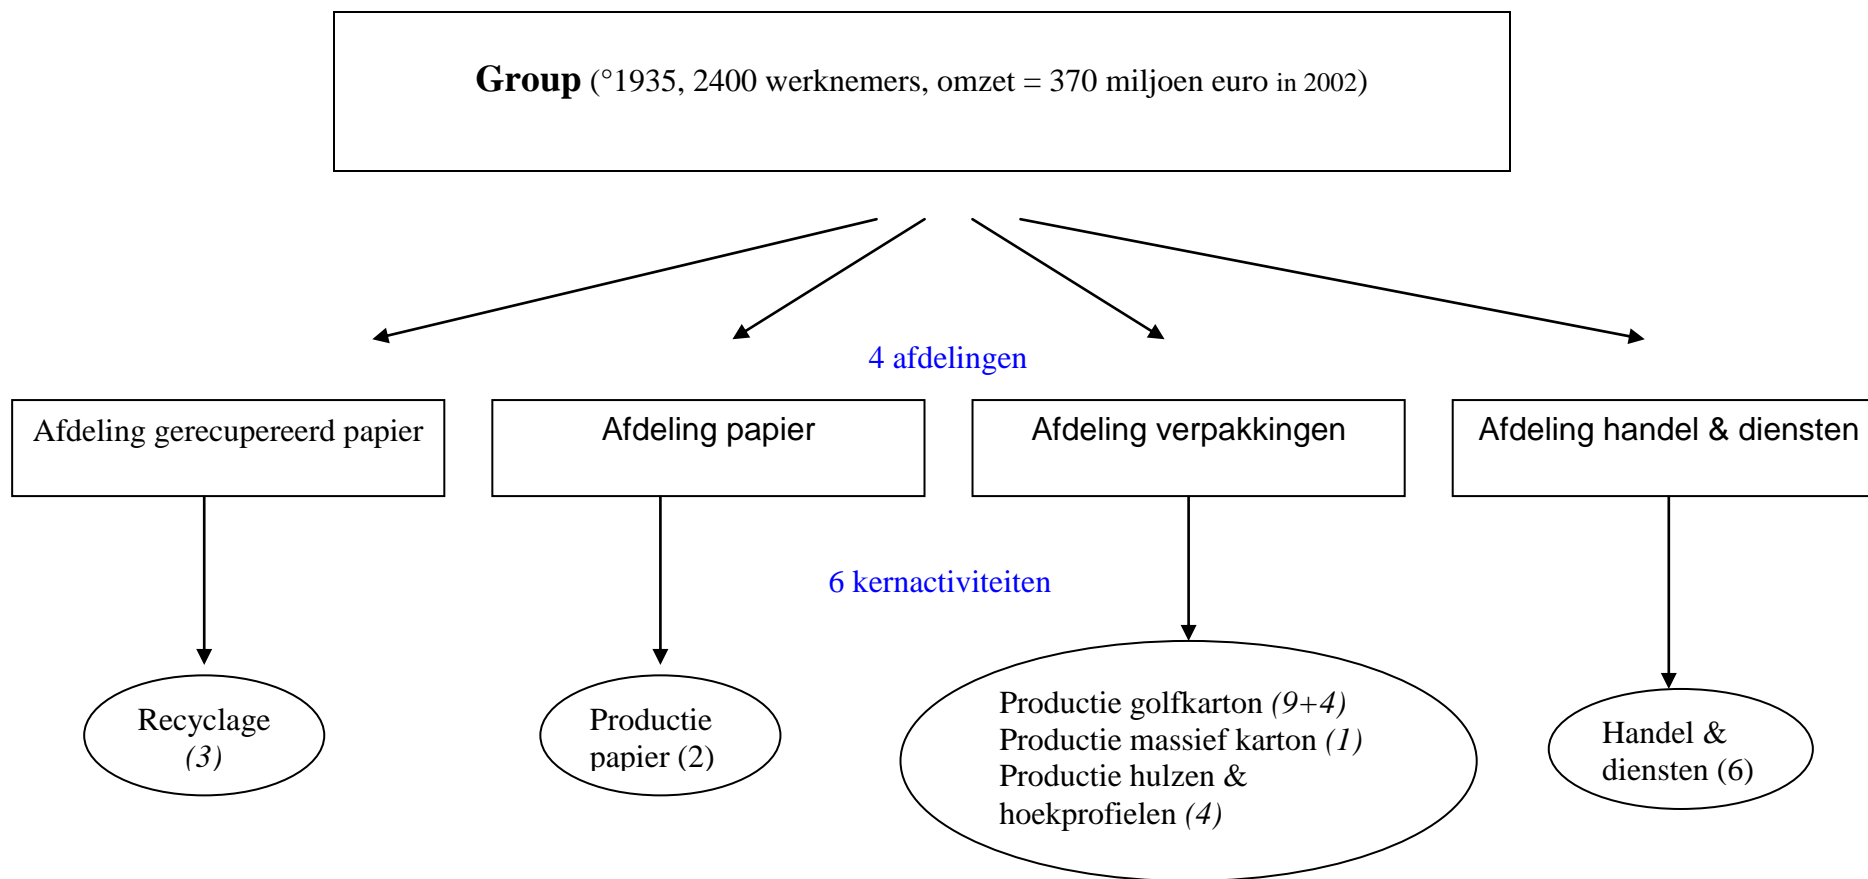 Group (°1935, 2400 werknemers, omzet = 370 miljoen euro in 2002)
4 afdelingen
Afdeling gerecupereerd papier
Afdeling papier
Afdeling verpakkingen
Afdeling handel & diensten
6 kernactiviteiten
Recyclage
(3)
Productie
papier (2)
Productie golfkarton (9+4)
Productie massief karton (1)
Productie hulzen &
hoekprofielen (4)
Handel &
diensten (6)